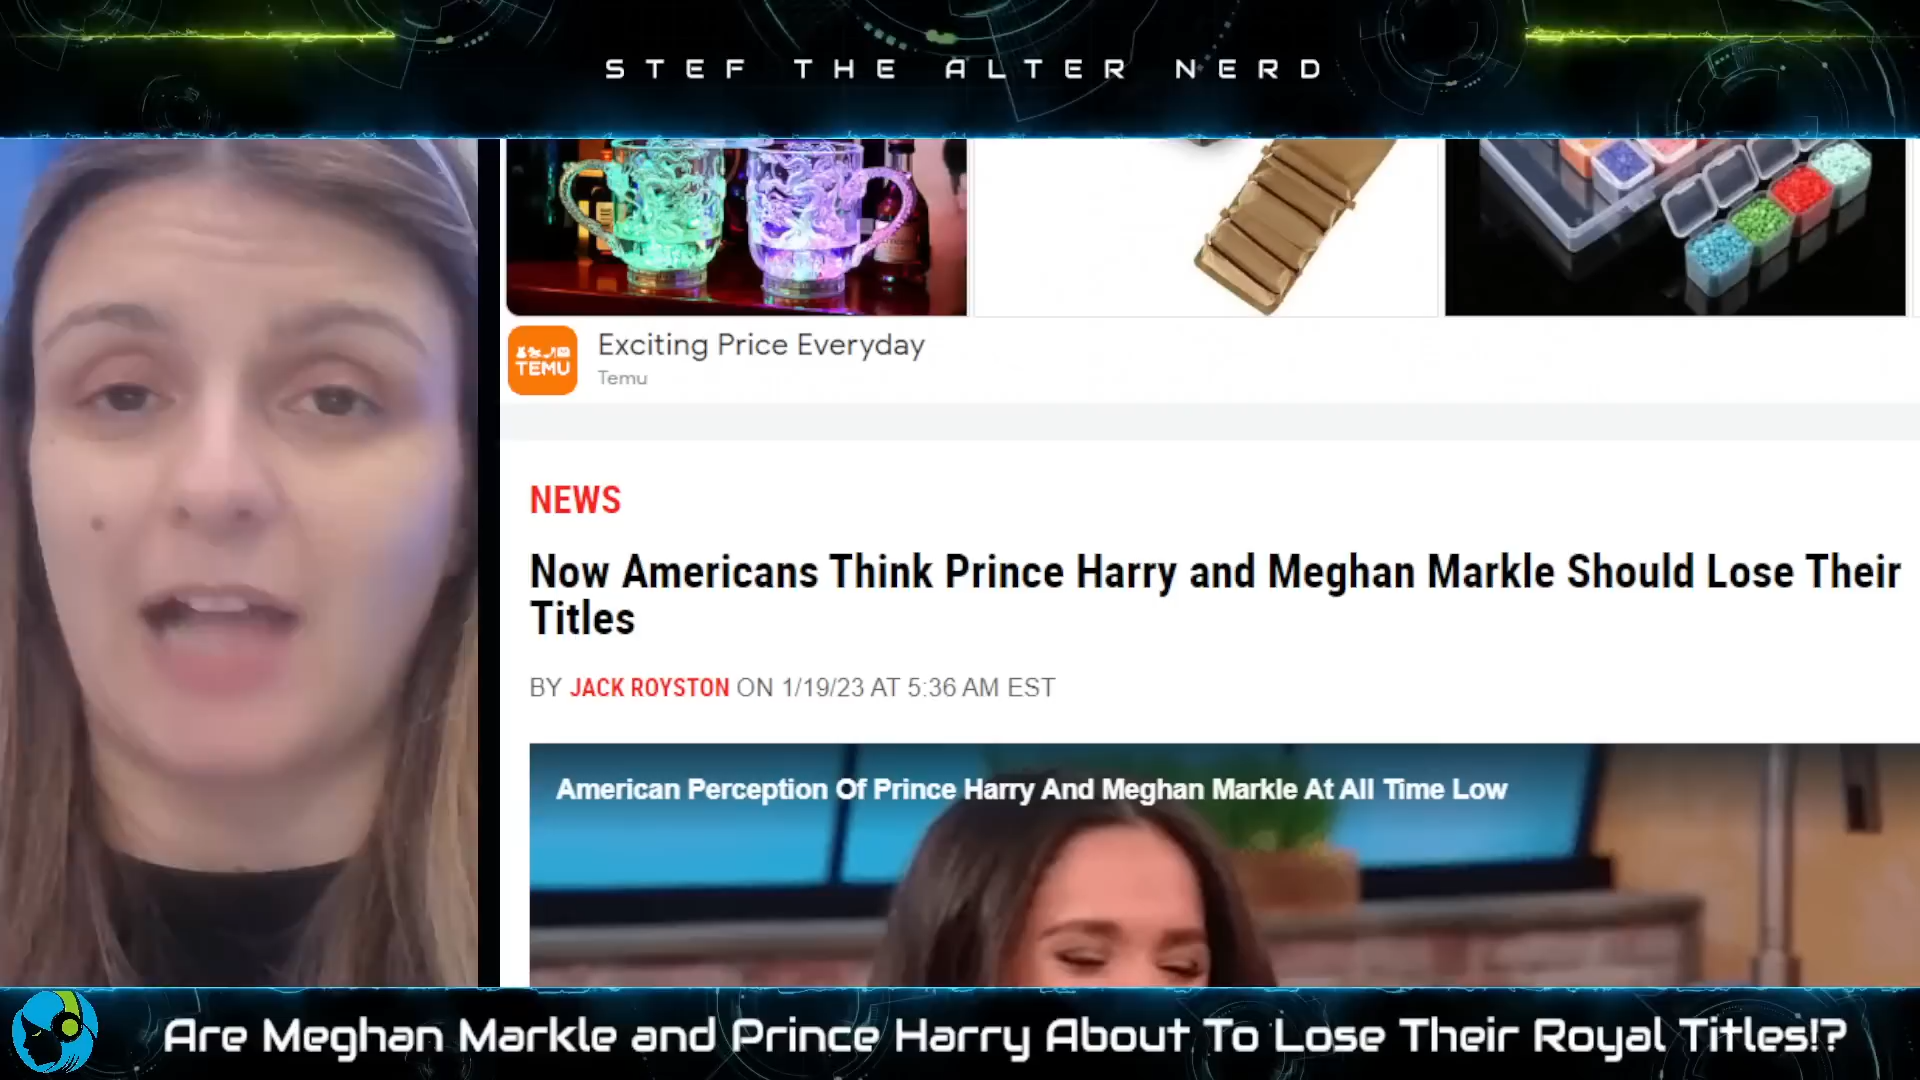 STEF THE ALTER NERD
TEMU
Exciting Price Everyday
Temu
NEWS
Now Americans Think Prince Harry and Meghan Markle Should Lose Their
Titles
BY JACK ROYSTON ON 1/19/23 AT 5:36 AM EST
American Perception Of Prince Harry And Meghan Markle At All Time Low
Are Meghan Markle and Prince Harry About To Lose Their Royal Titles!?